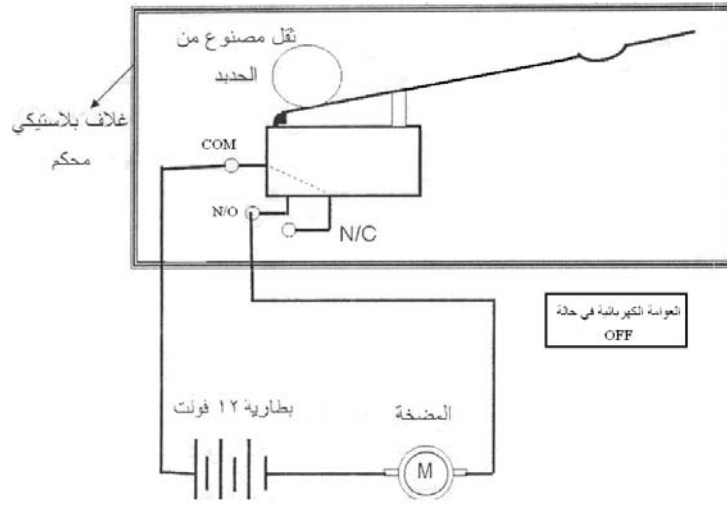 ثقل مصنوع من
الحديد
غلاف بلاستيكي
محكم
COM
N/O
N/C
العوامة الكهربائية في حالة
OFF
بطارية ١٢ فولت
المضخة
M